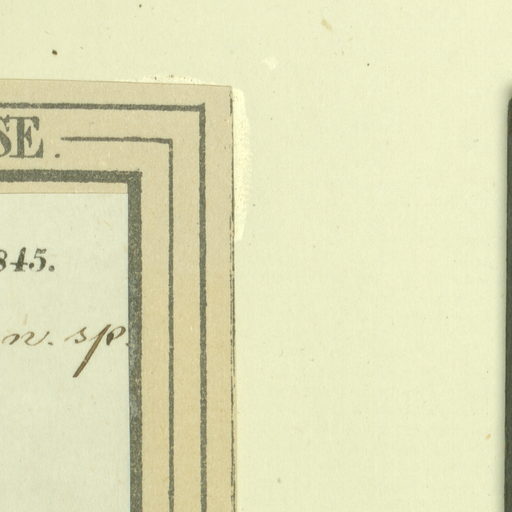 SE.
845.
n. sp.